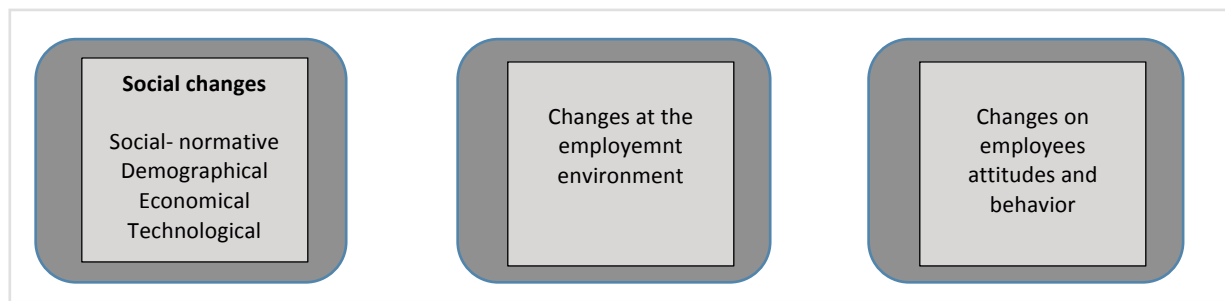 Social changes
Social- normative
Demographical
Economical
Technological
Changes at the
employemnt
environment
Changes on
employees
attitudes and
behavior